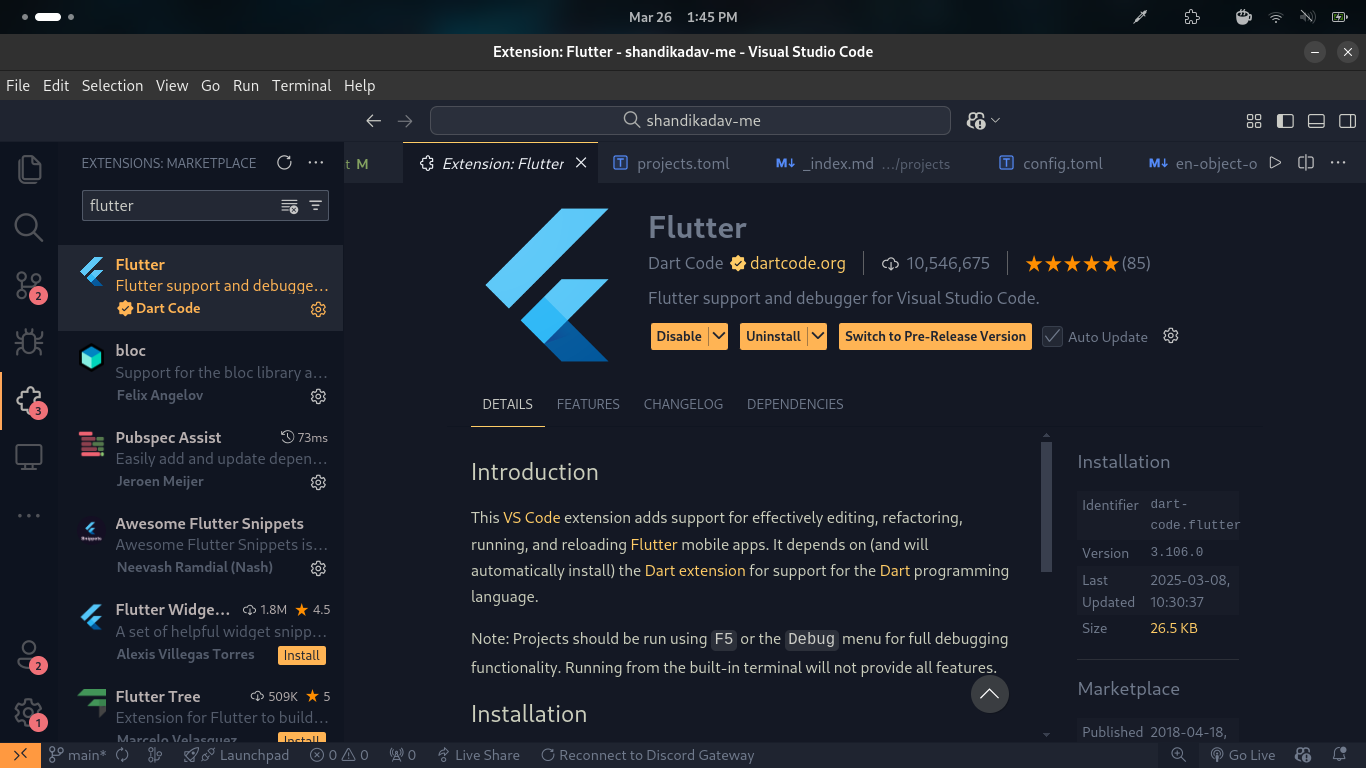 Mar 26 1:45 PM
Extension: Flutter - shandikadav-me - Visual Studio Code
File Edit Selection View Go Run Terminal Help
shandikadav-me
EXTENSIONS: MARKETPLACE
flutter
Flutter
Flutter support and debugge...
Dart Code
bloc
Support for the bloc library a...
Felix Angelov
Pubspec Assist 73ms
Easily add and update depen...
Jeroen Meijer
Awesome Flutter Snippets
Awesome Flutter Snippets is...
Neevash Ramdial (Nash)
Flutter Widge... 1.8M 4.5
A set of helpful widget snipp...
Alexis Villegas Torres Install
Flutter Tree 509K 5
Extension for Flutter to build...
Marcelo Velasquez Install
t M Extension: Flutter projects.toml _index.md .../projects config.toml en-object-o
Flutter
Dart Code dartcode.org 10,546,675 (85)
Flutter support and debugger for Visual Studio Code.
Disable Uninstall Switch to Pre-Release Version Auto Update
DETAILS FEATURES CHANGELOG DEPENDENCIES
Introduction
This VS Code extension adds support for effectively editing, refactoring,
running, and reloading Flutter mobile apps. It depends on (and will
automatically install) the Dart extension for support for the Dart programming
language.
Note: Projects should be run using F5 or the Debug menu for full debugging
functionality. Running from the built-in terminal will not provide all features.
Installation
Installation
Identifier dart-
code.flutter
Version 3.106.0
Last 2025-03-08,
Updated 10:30:37
Size 26.5 KB
Marketplace
Published 2018-04-18,
2
3
2
1
main* Launchpad 0 0 0 Live Share Reconnect to Discord Gateway Go Live